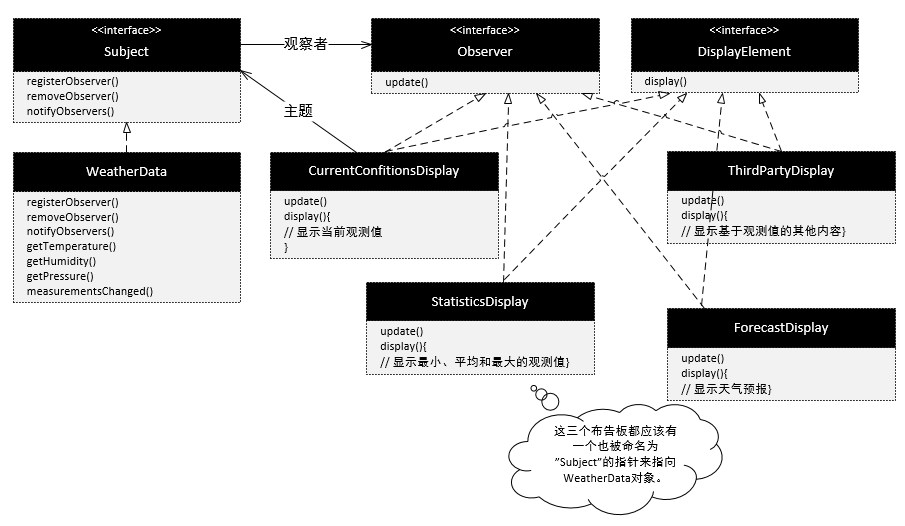 <<interface>>
Subject
registerObserver()
removeObserver()
notifyObservers()
观察者
<<interface>>
Observer
update()
<<interface>>
DisplayElement
display()
主题
WeatherData
registerObserver()
removeObserver()
notifyObservers()
getTemperature()
getHumidity()
getPressure()
measurementsChanged()
CurrentConfitionsDisplay
update()
display(){
// 显示当前观测值
}
ThirdPartyDisplay
update()
display(){
// 显示基于观测值的其他内容}
StatisticsDisplay
update()
display(){
// 显示最小、平均和最大的观测值}
ForecastDisplay
update()
display(){
// 显示天气预报}
这三个布告板都应该有
一个也被命名为
”Subject”的指针来指向
WeatherData对象。